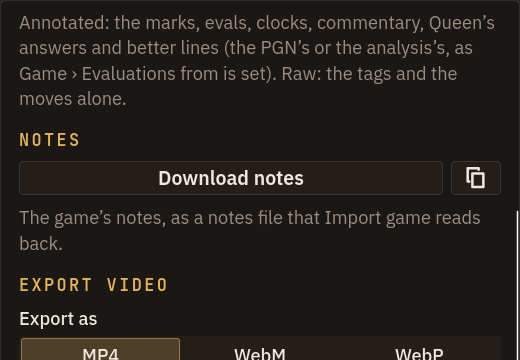 Annotated: the marks, evals, clocks, commentary, Queen’s
answers and better lines (the PGN’s or the analysis’s, as
Game › Evaluations from is set). Raw: the tags and the
moves alone.
NOTES
Download notes
The game’s notes, as a notes file that Import game reads
back.
EXPORT VIDEO
Export as
MP4 WebM WebP